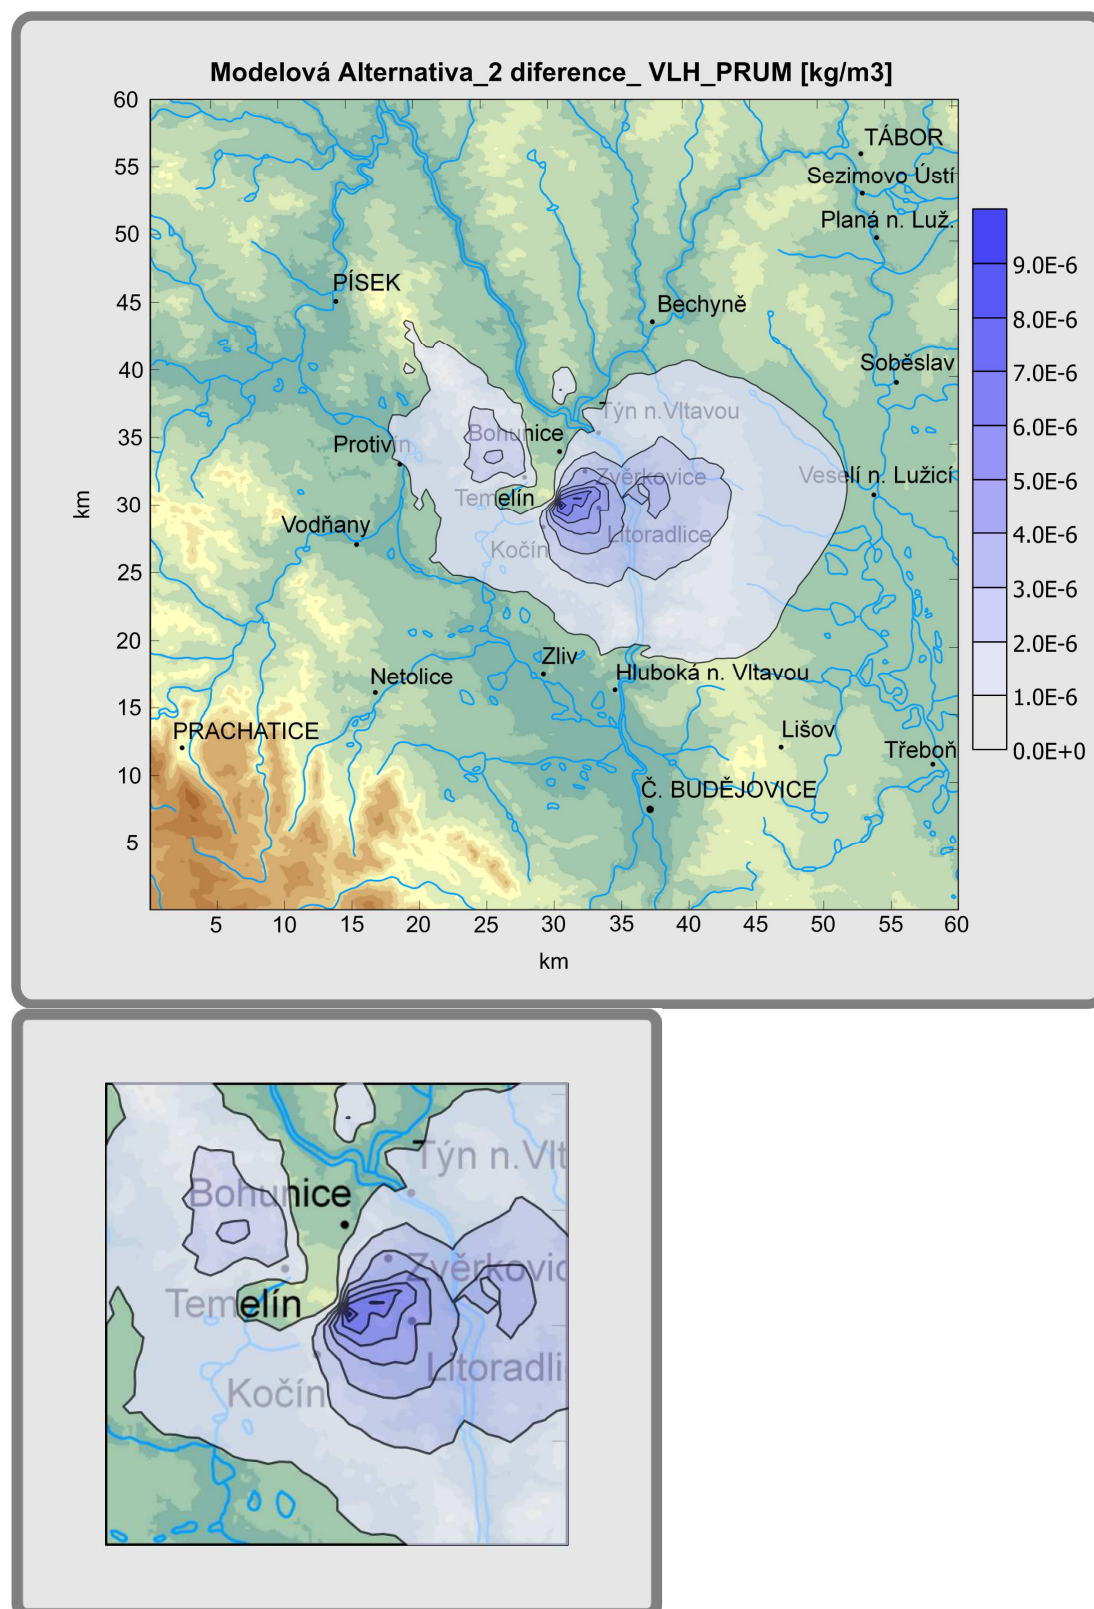 Modelová Alternativa_2 diference_ VLH_PRUM [kg/m3]
60
55
50
45
40
35
30
25
20
15
10
5
km
TÁBOR
Sezimovo Ústí
Planá n. Luž.
PÍSEK
Bechyně
Soběslav
Týn n.Vltavou
Bohunice
Protivín
Zvěrkovice
Veselí n. Lužicí
Temelín
Vodňany
Litoradlice
Kočín
Zliv
Netolice
Hluboká n. Vltavou
PRACHATICE
Lišov
Třeboň
Č. BUDĚJOVICE
5 10 15 20 25 30 35 40 45 50 55 60
km
9.0E-6
8.0E-6
7.0E-6
6.0E-6
5.0E-6
4.0E-6
3.0E-6
2.0E-6
1.0E-6
0.0E+0
Týn n.Vlt
Bohunice
Zvěrkovic
Temelín
Litoradli
Kočín